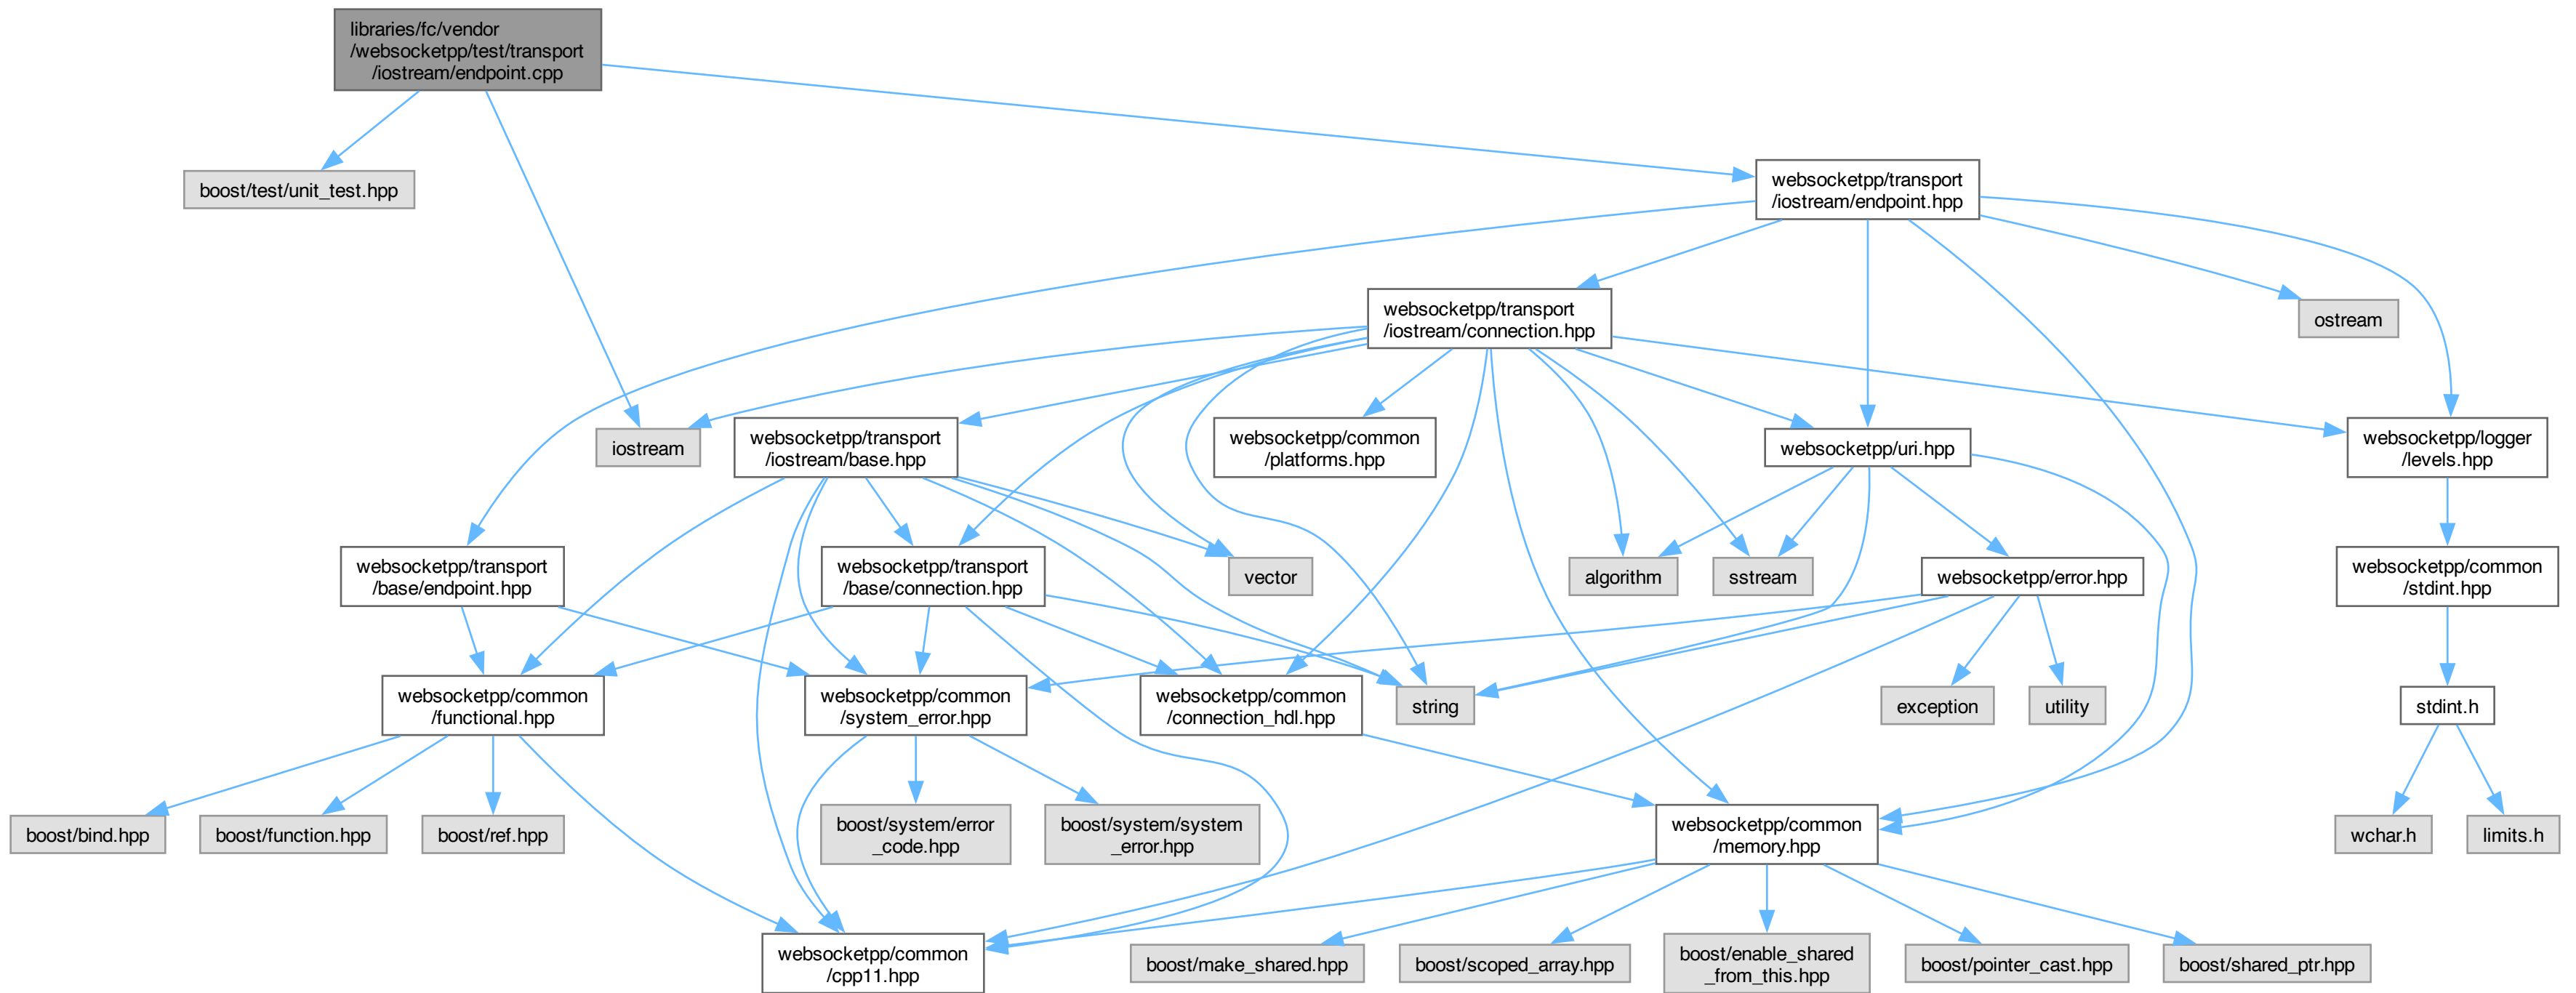 libraries/fc/vendor
/websocketpp/test/transport
/iostream/endpoint.cpp
boost/test/unit_test.hpp
websocketpp/transport
/iostream/endpoint.hpp
websocketpp/transport
/iostream/connection.hpp
ostream
iostream
websocketpp/transport
/iostream/base.hpp
websocketpp/common
/platforms.hpp
websocketpp/uri.hpp
websocketpp/logger
/levels.hpp
websocketpp/transport
/base/endpoint.hpp
websocketpp/transport
/base/connection.hpp
vector
algorithm
sstream
websocketpp/error.hpp
websocketpp/common
/stdint.hpp
websocketpp/common
/functional.hpp
websocketpp/common
/system_error.hpp
websocketpp/common
/connection_hdl.hpp
string
exception
utility
stdint.h
boost/bind.hpp
boost/function.hpp
boost/ref.hpp
boost/system/error
_code.hpp
boost/system/system
_error.hpp
websocketpp/common
/memory.hpp
wchar.h
limits.h
websocketpp/common
/cpp11.hpp
boost/make_shared.hpp
boost/scoped_array.hpp
boost/enable_shared
_from_this.hpp
boost/pointer_cast.hpp
boost/shared_ptr.hpp